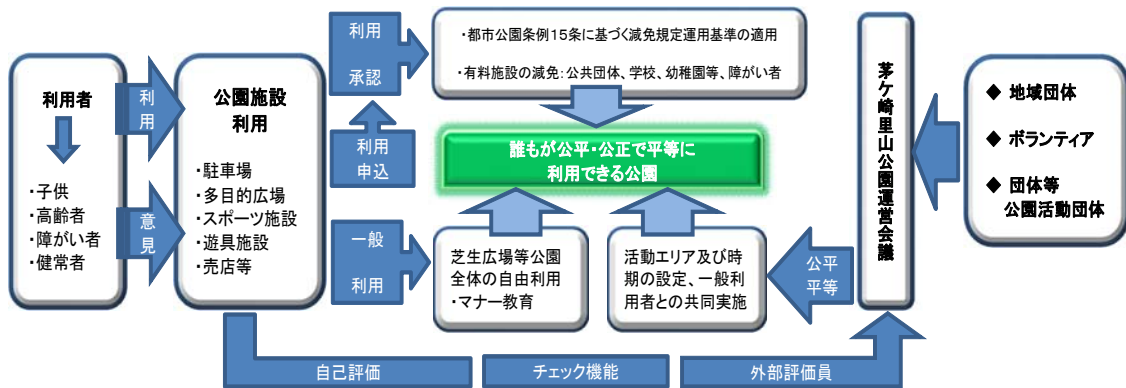 利用者
・子供
・高齢者
・障がい者
・健常者
利用
意見
公園施設
利用
・駐車場
・多目的広場
・スポーツ施設
・遊具施設
・売店等
利用
承認
利用
申込
一般
利用
・都市公園条例15条に基づく減免規定運用基準の適用
・有料施設の減免:公共団体、学校、幼稚園等、障がい者
誰もが公平・公正で平等に
利用できる公園
芝生広場等公園
全体の自由利用
・マナー教育
活動エリア及び時
期の設定、一般利
用者との共同実施
公平
平等
茅ケ崎里山公園運営会議
◆ 地域団体
◆ ボランティア
◆ 団体等
公園活動団体
自己評価
チェック機能
外部評価員